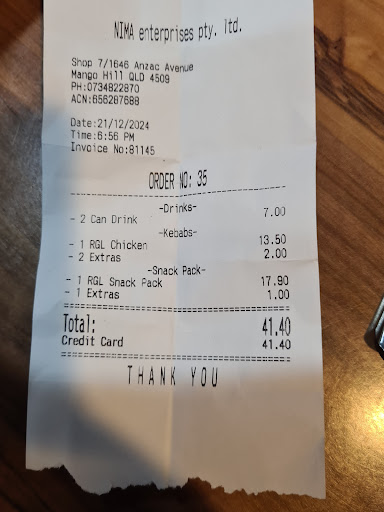 NIMA enterprises pty. ltd.
Shop 7/1646 Anzac Avenue
Mango Hill QLD 4509
PH:0734822870
ACN:656287688
Date:21/12/2024
Time:6:56 PM
Invoice No:81145
ORDER NO: 35
-Drinks-
- 2 Can Drink 7.00
-Kebabs-
- 1 RGL Chicken 13.50
- 2 Extras 2.00
-Snack Pack-
- 1 RGL Snack Pack 17.90
- 1 Extras 1.00
Total: 41.40
Credit Card 41.40
THANK YOU